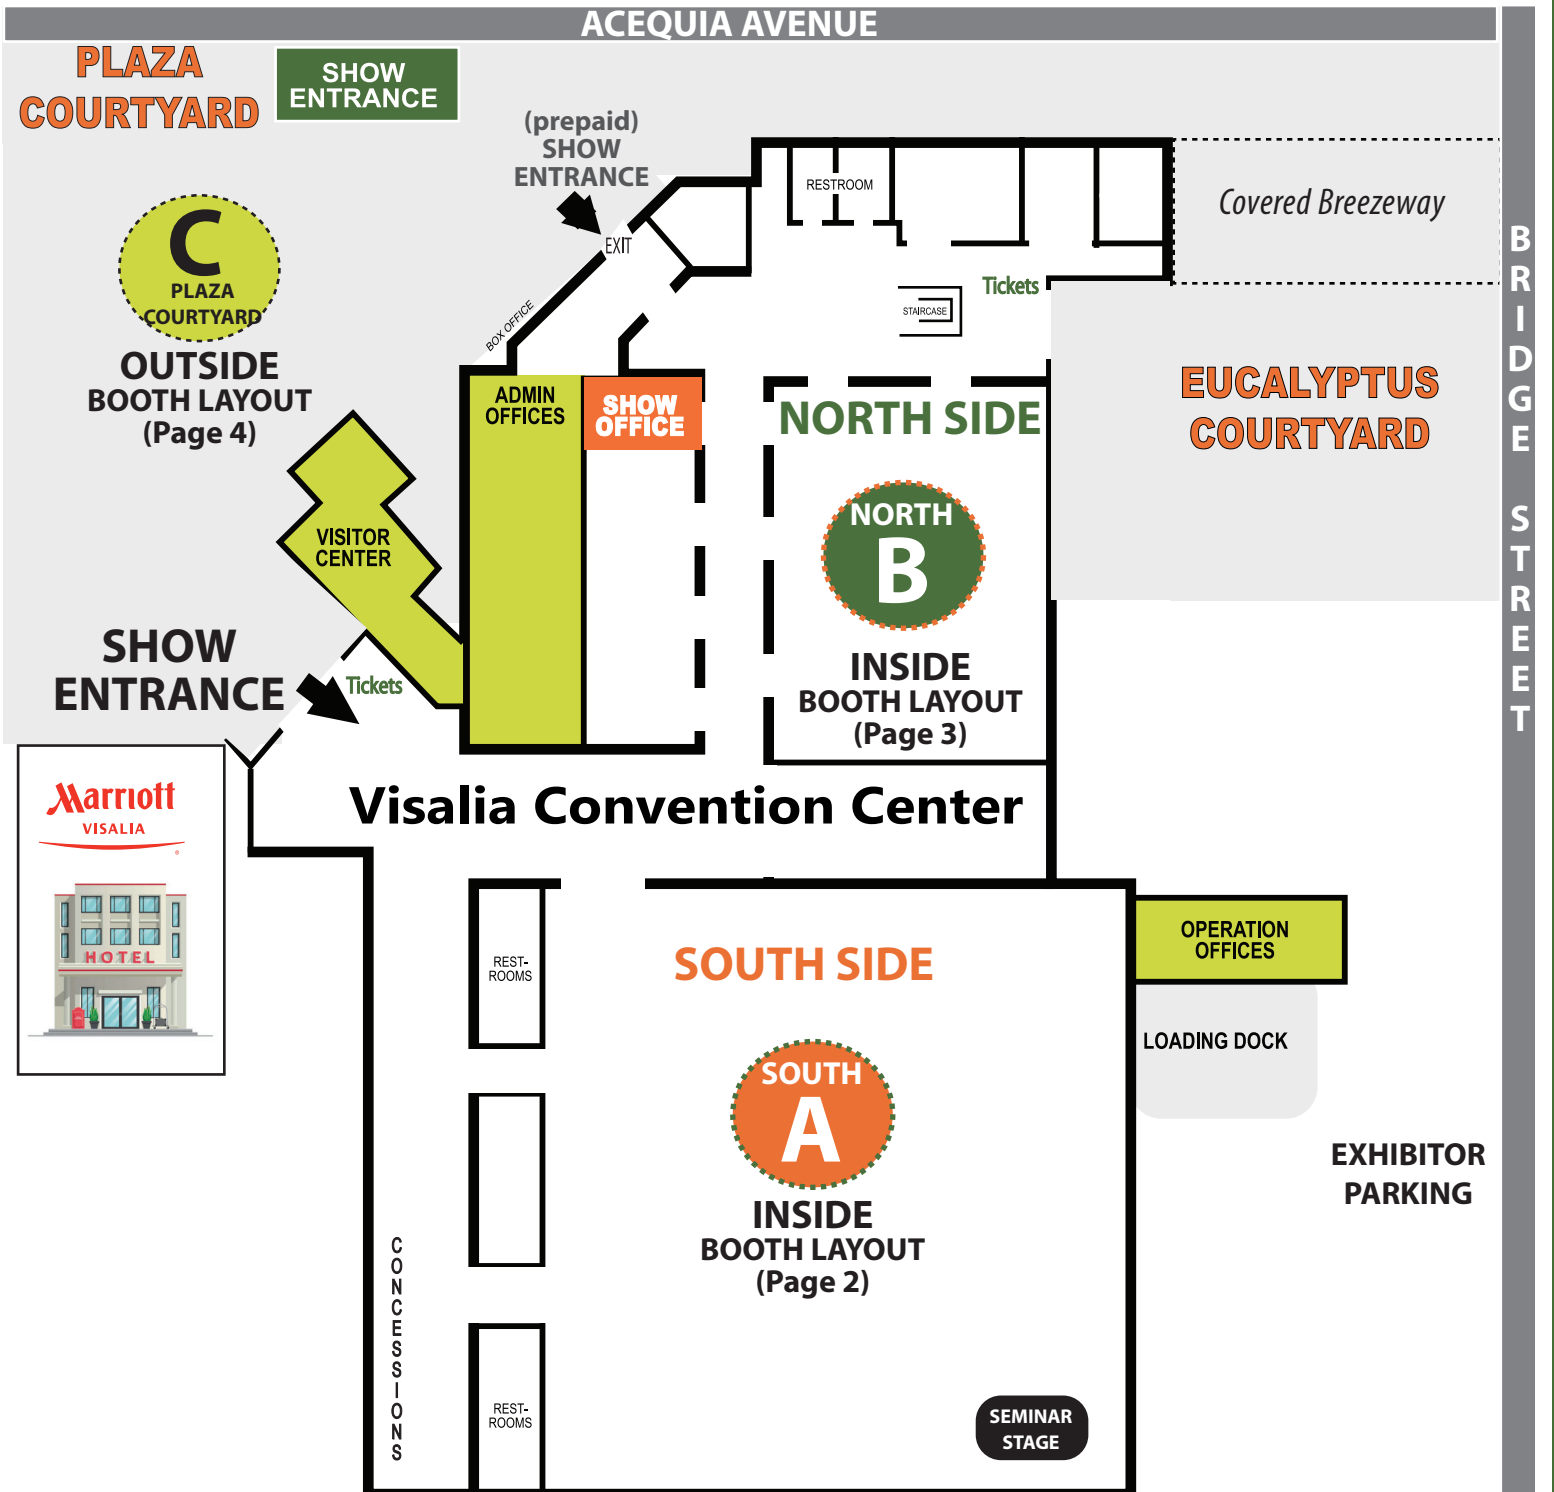 ACEQUIA AVENUE
PLAZA
COURTYARD
SHOW
ENTRANCE
(prepaid)
SHOW
ENTRANCE
EXIT
BOX OFFICE
RESTROOM
Covered Breezeway
Tickets
STAIRCASE
BRIDGE STREET
C
PLAZA
COURTYARD
OUTSIDE
BOOTH LAYOUT
(Page 4)
ADMIN
OFFICES
SHOW
OFFICE
NORTH SIDE
EUCALYPTUS
COURTYARD
NORTH
B
INSIDE
BOOTH LAYOUT
(Page 3)
VISITOR
CENTER
SHOW
ENTRANCE
Tickets
Marriott
VISALIA
HOTEL
Visalia Convention Center
REST-
ROOMS
SOUTH SIDE
OPERATION
OFFICES
LOADING DOCK
SOUTH
A
INSIDE
BOOTH LAYOUT
(Page 2)
EXHIBITOR
PARKING
CONCESSIONS
REST-
ROOMS
SEMINAR
STAGE